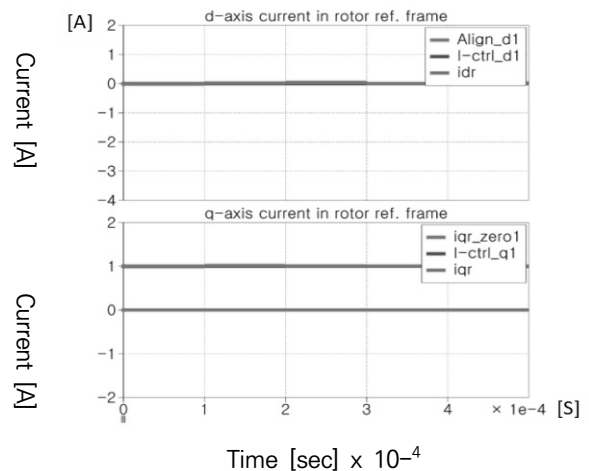 d-axis current in rotor ref. frame
[A]
2
1
0
-1
-2
-3
-4
Align_d1
I-ctrl_d1
idr
Current [A]
q-axis current in rotor ref. frame
2
1
0
-1
-2
iqr_zero1
I-ctrl_q1
iqr
Current [A]
0 1 2 3 4 × 1e-4 [S]
Time [sec] x 10–4